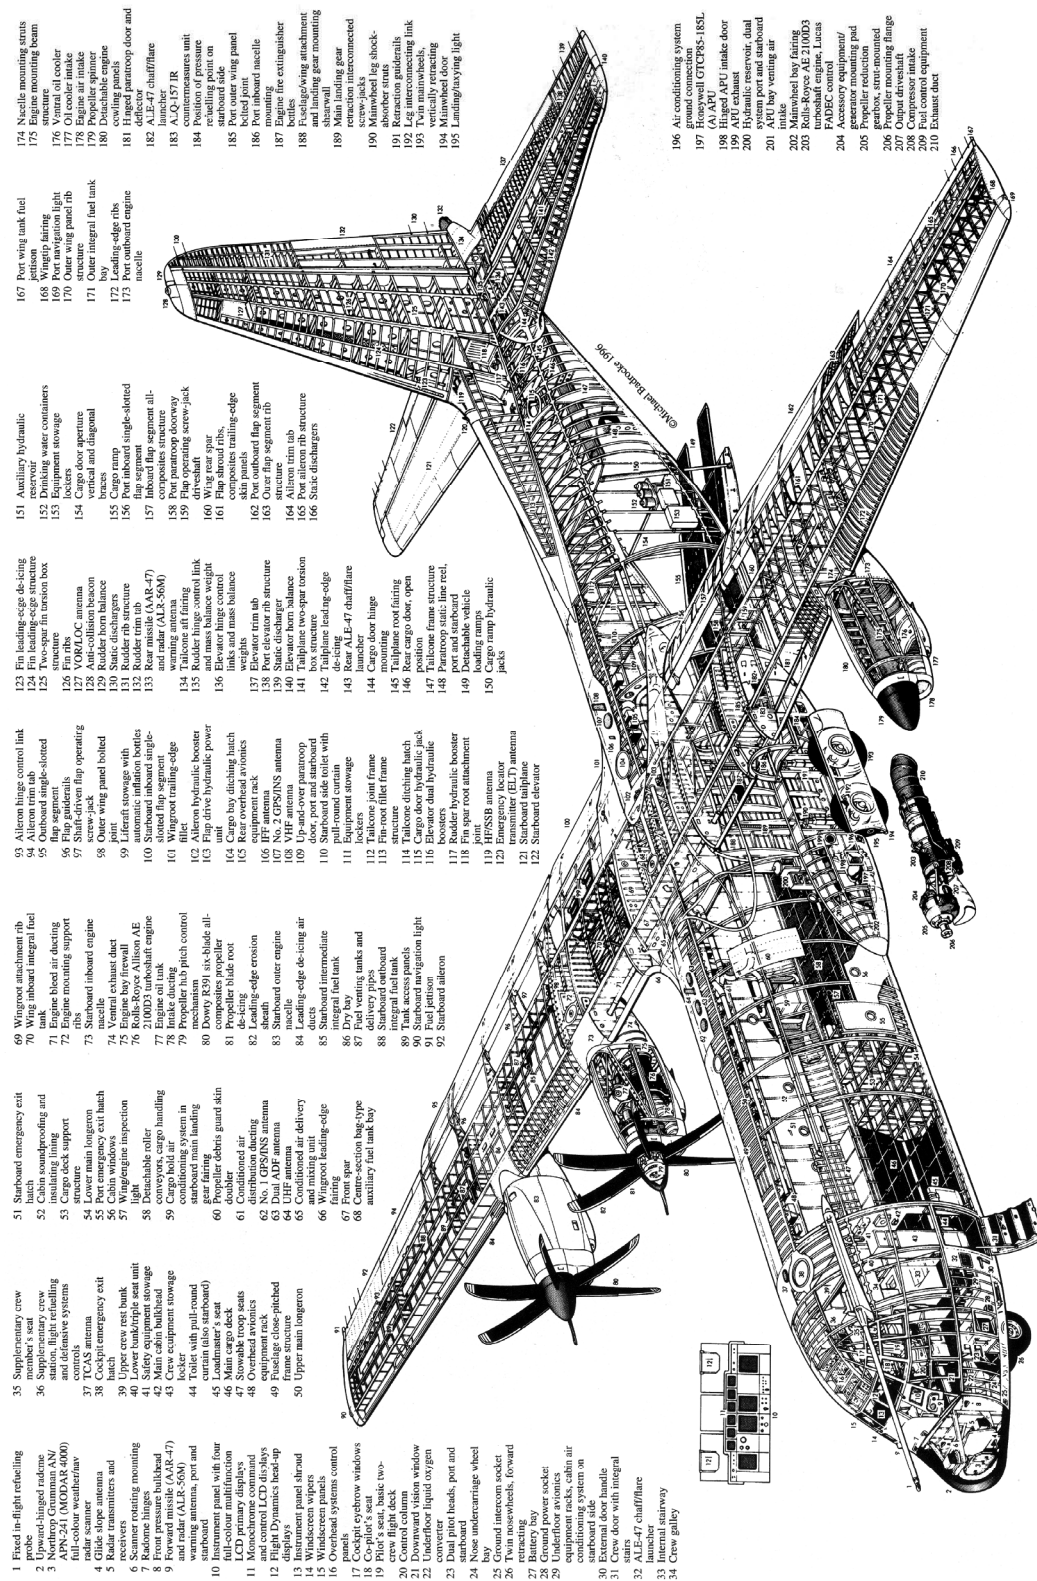 1 Fixed in-flight refuelling
probe
2 Upward-hinged radome
3 Northrop Grumman AN/
APN-241 (MODAR 4000)
full-colour weather/nav
radar scanner
4 Glide slope antenna
5 Radar transmitters and
receivers
6 Scanner rotating mounting
7 Radome hinges
8 Front pressure bulkhead
9 Forward missile (AAR-47)
and radar (ALR-56M)
warning antenna, port and
starboard
10 Instrument panel with four
full-colour multifunction
LCD primary displays
11 Monochrome command
and control LCD displays
12 Flight Dynamics head-up
displays
13 Instrument panel shroud
14 Windscreen wipers
15 Windscreen panels
16 Overhead systems control
panels
17 Cockpit eyebrow windows
18 Co-pilot's seat
19 Pilot's seat, basic two-
crew flight deck
20 Control column
21 Downward vision window
22 Underfloor liquid oxygen
converter
23 Dual pitot heads, port and
starboard
24 Nose undercarriage wheel
bay
25 Ground intercom socket
26 Twin nosewheels, forward
retracting
27 Battery bay
28 Ground power socket
29 Underfloor avionics
equipment racks, cabin air
conditioning system on
starboard side
30 External door handle
31 Crew door with integral
stairs
32 ALE-47 chaff/flare
launcher
33 Internal stairway
34 Crew galley
35 Supplementary crew
member's seat
36 Supplementary crew
station, flight refuelling
and defensive systems
controls
37 TCAS antenna
38 Cockpit emergency exit
hatch
39 Upper crew rest bunk
40 Lower bunk/triple seat unit
41 Safety equipment stowage
42 Main cabin bulkhead
43 Crew equipment stowage
locker
44 Toilet with pull-round
curtain (also starboard)
45 Loadmaster's seat
46 Main cargo deck
47 Stowable troop seats
48 Overhead avionics
equipment rack
49 Fuselage close-pitched
frame structure
50 Upper main longeron
51 Starboard emergency exit
hatch
52 Cabin soundproofing and
insulating lining
53 Cargo deck support
structure
54 Lower main longeron
55 Port emergency exit hatch
56 Cabin windows
57 Wing/engine inspection
light
58 Detachable roller
conveyors, cargo handling
59 Cargo hold air
conditioning system in
starboard main landing
gear fairing
60 Propeller debris guard skin
doubler
61 Conditioned air
distribution ducting
62 No. 1 GPS/INS antenna
63 Dual ADF antenna
64 UHF antenna
65 Conditioned air delivery
and mixing unit
66 Wingroot leading-edge
fairing
67 Front spar
68 Centre-section bag-type
auxiliary fuel tank bay
69 Wingroot attachment rib
70 Wing inboard integral fuel
tank
71 Engine bleed air ducting
72 Engine mounting support
ribs
73 Starboard inboard engine
nacelle
74 Ventral exhaust duct
75 Engine bay firewall
76 Rolls-Royce Allison AE
2100D3 turboshaft engine
77 Engine oil tank
78 Intake ducting
79 Propeller hub pitch control
mechanism
80 Dowty R391 six-blade all-
composites propeller
81 Propeller blade root
de-icing
82 Leading-edge erosion
sheath
83 Starboard outer engine
nacelle
84 Leading-edge de-icing air
ducts
85 Starboard intermediate
integral fuel tank
86 Dry bay
87 Fuel venting tanks and
delivery pipes
88 Starboard outboard
integral fuel tank
89 Tank access panels
90 Starboard navigation light
91 Fuel jettison
92 Starboard aileron
93 Aileron hinge control link
94 Aileron trim tab
95 Outboard single-slotted
flap segment
96 Flap guiderails
97 Shaft-driven flap operating
screw-jack
98 Outer wing panel bolted
joint
99 Liferaft stowage with
automatic inflation bottles
100 Starboard inboard single-
slotted flap segment
101 Wingroot trailing-edge
fillet
102 Aileron hydraulic booster
103 Flap drive hydraulic power
unit
104 Cargo bay ditching hatch
105 Rear overhead avionics
equipment rack
106 IFF antenna
107 No. 2 GPS/INS antenna
108 VHF antenna
109 Up-and-over paratroop
door, port and starboard
110 Starboard side toilet with
pull-round curtain
111 Equipment stowage
lockers
112 Tailcone joint frame
113 Fin-root fillet frame
structure
114 Tailcone ditching hatch
115 Cargo door hydraulic jack
116 Elevator dual hydraulic
boosters
117 Rudder hydraulic booster
118 Fin spar root attachment
joint
119 HF/SSB antenna
120 Emergency locator
transmitter (ELT) antenna
121 Starboard tailplane
122 Starboard elevator
123 Fin leading-edge de-icing
124 Fin leading-edge structure
125 Two-spar fin torsion box
structure
126 Fin ribs
127 VOR/LOC antenna
128 Anti-collision beacon
129 Rudder horn balance
130 Static dischargers
131 Rudder rib structure
132 Rudder trim tab
133 Rear missile (AAR-47)
and radar (ALR-56M)
warning antenna
134 Tailcone aft fairing
135 Rudder hinge control link
and mass balance weight
136 Elevator hinge control
links and mass balance
weights
137 Elevator trim tab
138 Port elevator rib structure
139 Static discharger
140 Elevator horn balance
141 Tailplane two-spar torsion
box structure
142 Tailplane leading-edge
de-icing
143 Rear ALE-47 chaff/flare
launcher
144 Cargo door hinge
mounting
145 Tailplane root fairing
146 Rear cargo door, open
position
147 Tailcone frame structure
148 Paratroop static line reel,
port and starboard
149 Detachable vehicle
loading ramps
150 Cargo ramp hydraulic
jacks
151 Auxiliary hydraulic
reservoir
152 Drinking water containers
153 Equipment stowage
lockers
154 Cargo door aperture
vertical and diagonal
braces
155 Cargo ramp
156 Port inboard single-slotted
flap segment
157 Inboard flap segment all-
composites structure
158 Port paratroop doorway
159 Flap operating screw-jack
driveshaft
160 Wing rear spar
161 Flap shroud ribs,
composites trailing-edge
skin panels
162 Port outboard flap segment
163 Outer flap segment rib
structure
164 Aileron trim tab
165 Port aileron rib structure
166 Static dischargers
167 Port wing tank fuel
jettison
168 Wingtip fairing
169 Port navigation light
170 Outer wing panel rib
structure
171 Outer integral fuel tank
bay
172 Leading-edge ribs
173 Port outboard engine
nacelle
174 Nacelle mounting struts
175 Engine mounting beam
structure
176 Ventral oil cooler
177 Oil cooler intake
178 Engine air intake
179 Propeller spinner
180 Detachable engine
cowling panels
181 Hinged paratroop door and
deflector
182 ALE-47 chaff/flare
launcher
183 ALQ-157 IR
countermeasures unit
184 Position of pressure
refuelling point on
starboard side
185 Port outer wing panel
bolted joint
186 Port inboard nacelle
mounting
187 Engine fire extinguisher
bottles
188 Fuselage/wing attachment
and landing gear mounting
shearwall
189 Main landing gear
retraction interconnected
screw-jacks
190 Mainwheel leg shock-
absorber struts
191 Retraction guiderails
192 Leg interconnecting link
193 Twin mainwheels,
vertically retracting
194 Mainwheel door
195 Landing/taxying light
196 Air conditioning system
ground connection
197 Honeywell GTCP85-185L
(A) APU
198 Hinged APU intake door
199 APU exhaust
200 Hydraulic reservoir, dual
system port and starboard
201 APU bay venting air
intake
202 Mainwheel bay fairing
203 Rolls-Royce AE 2100D3
turboshaft engine, Lucas
FADEC control
204 Accessory equipment/
generator mounting pad
205 Propeller reduction
gearbox, strut-mounted
206 Propeller mounting flange
207 Output driveshaft
208 Compressor intake
209 Fuel control equipment
210 Exhaust duct
©Michael Badrocke 1996